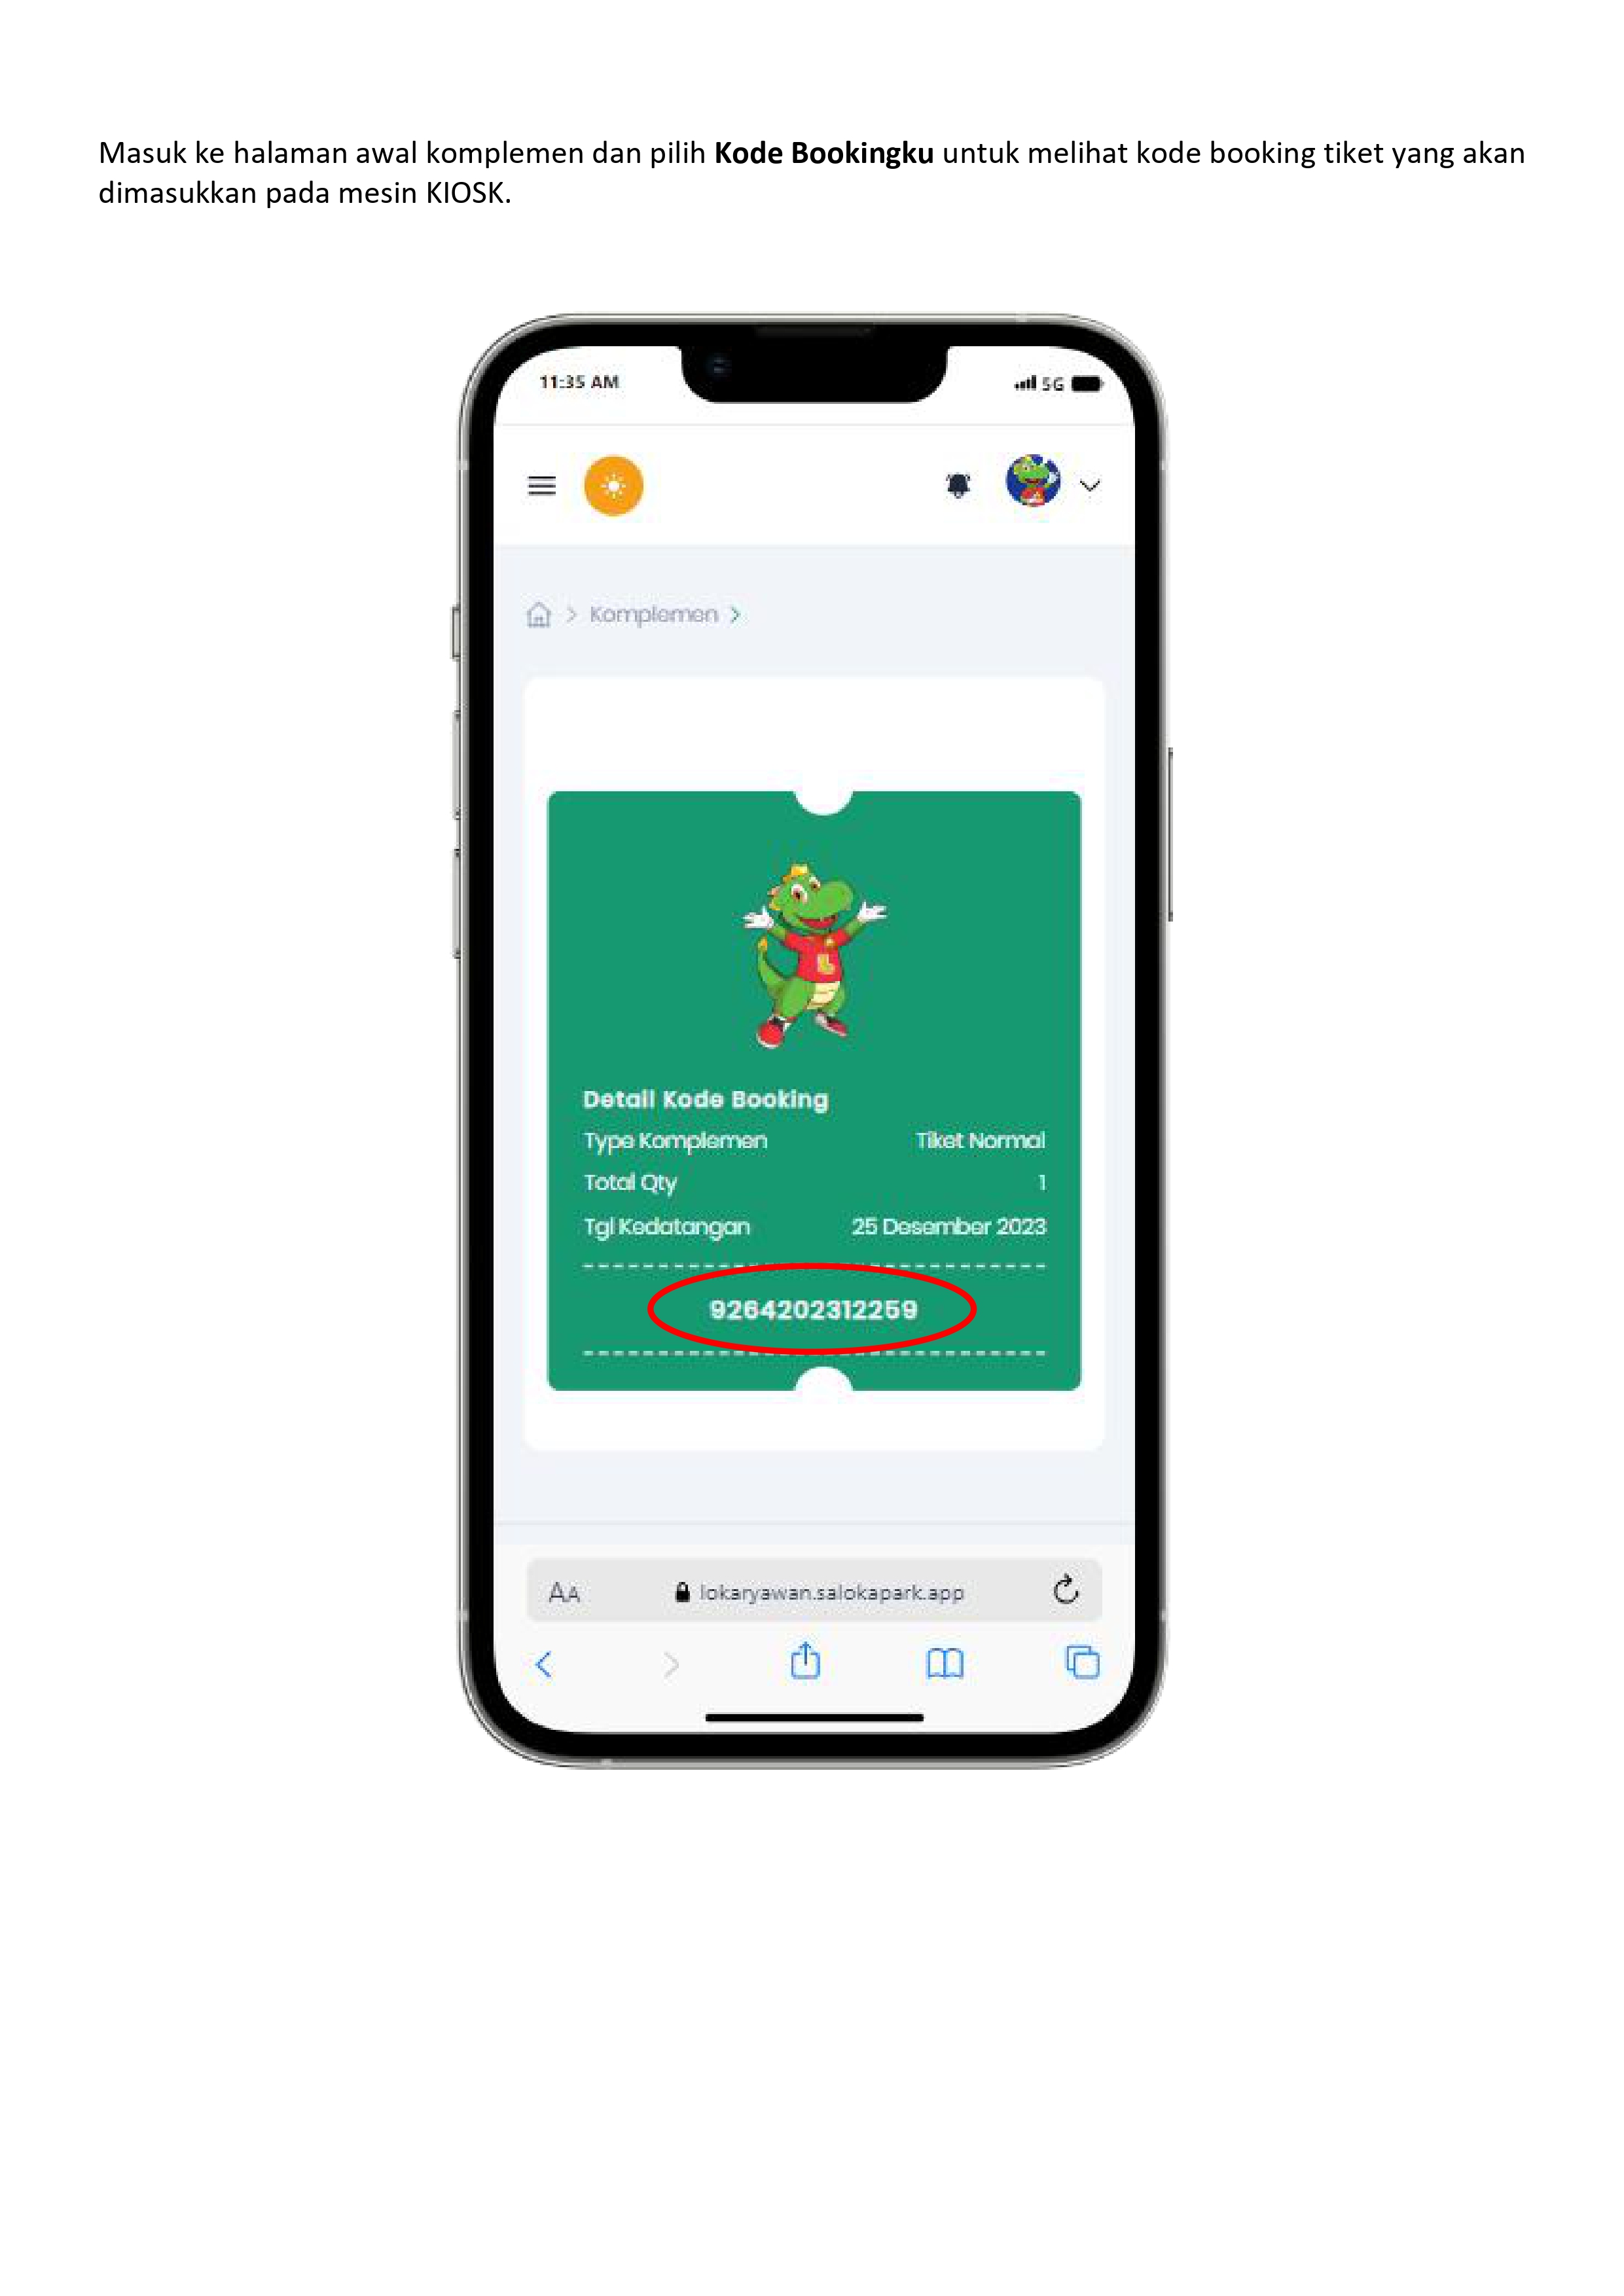 Masuk ke halaman awal komplemen dan pilih Kode Bookingku untuk melihat kode booking tiket yang akan
dimasukkan pada mesin KIOSK.
11:35 AM
5G
Komplemen
L
Detail Kode Booking
Type Komplemen Tiket Normal
Total Qty 1
Tgl Kedatangan 25 Desember 2023
9264202312259
AA lokaryawan.salokapark.app